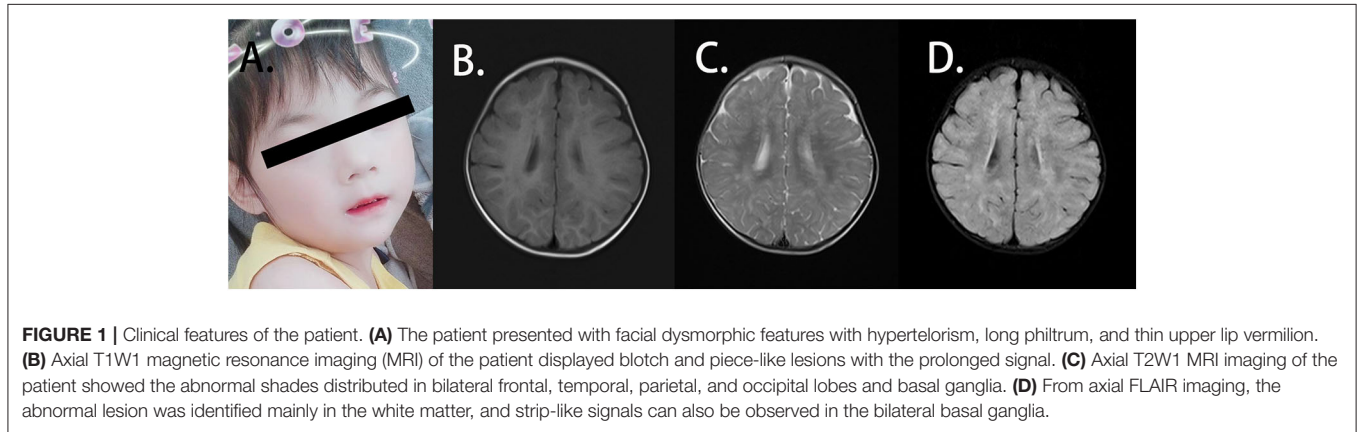 A. B. C. D.
FIGURE 1 | Clinical features of the patient. (A) The patient presented with facial dysmorphic features with hypertelorism, long philtrum, and thin upper lip vermilion.
(B) Axial T1W1 magnetic resonance imaging (MRI) of the patient displayed blotch and piece-like lesions with the prolonged signal. (C) Axial T2W1 MRI imaging of the
patient showed the abnormal shades distributed in bilateral frontal, temporal, parietal, and occipital lobes and basal ganglia. (D) From axial FLAIR imaging, the
abnormal lesion was identified mainly in the white matter, and strip-like signals can also be observed in the bilateral basal ganglia.